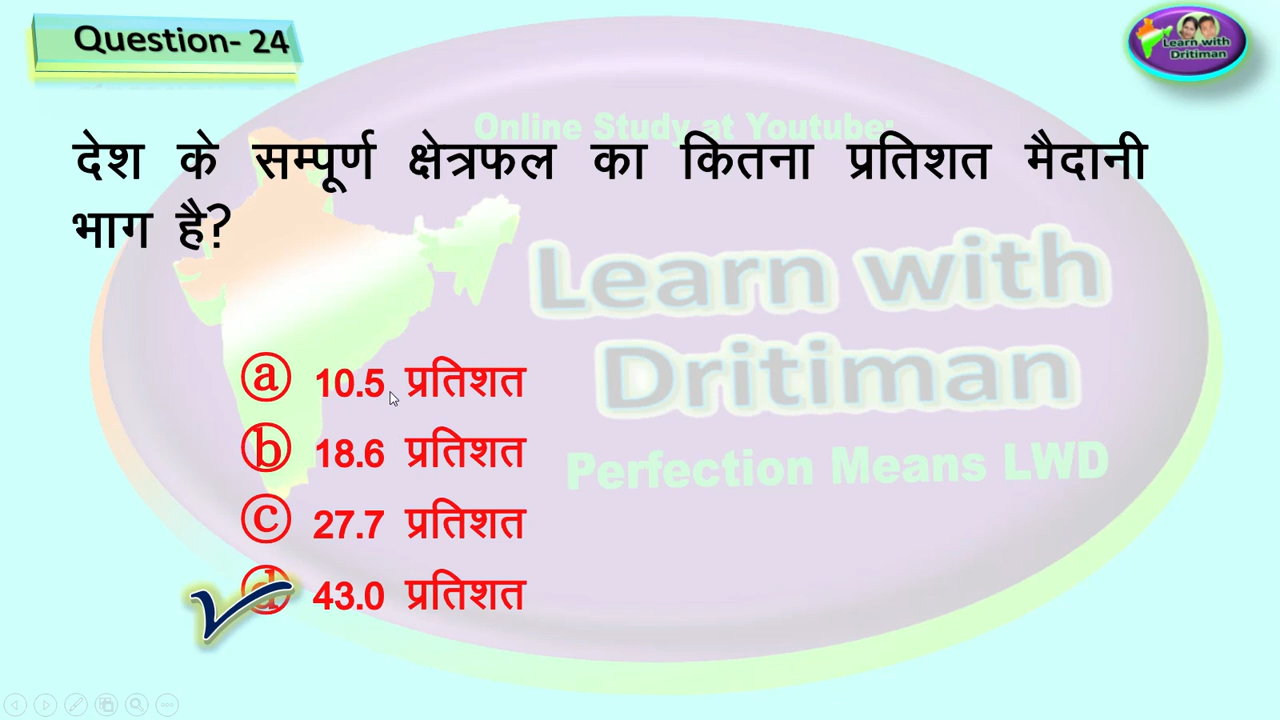 Question- 24
Learn with
Dritiman
Online Study at Youtube:
देश के सम्पूर्ण क्षेत्रफल का कितना प्रतिशत मैदानी
भाग है?
Learn with
Dritiman
Perfection Means LWD
ⓐ 10.5 प्रतिशत
ⓑ 18.6 प्रतिशत
ⓒ 27.7 प्रतिशत
ⓓ 43.0 प्रतिशत